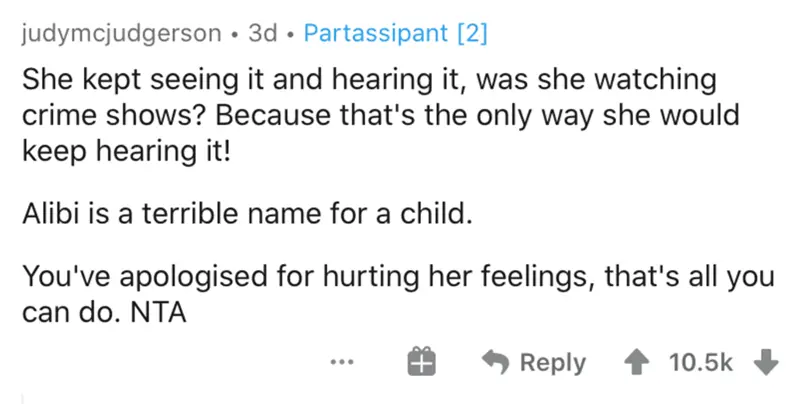 judymcjudgerson • 3d • Partassipant [2]
She kept seeing it and hearing it, was she watching
crime shows? Because that's the only way she would
keep hearing it!
Alibi is a terrible name for a child.
You've apologised for hurting her feelings, that's all you
can do. NTA
... Reply 10.5k